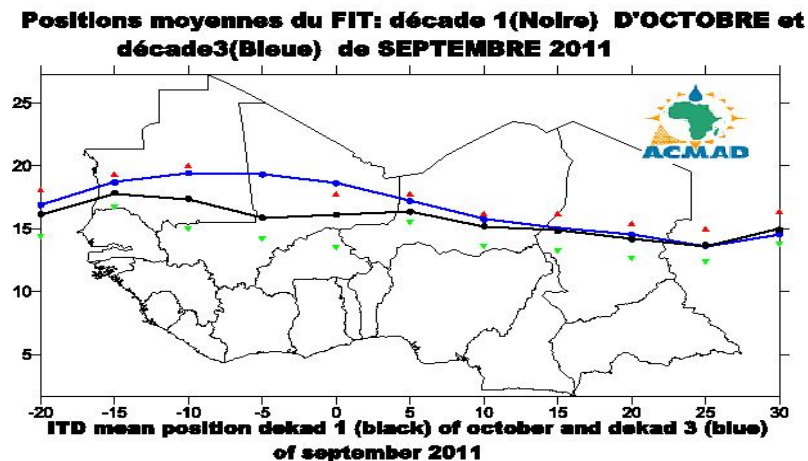 Positions moyennes du FIT: décade 1(Noire) D'OCTOBRE et
décade3(Bleue) de SEPTEMBRE 2011
25
20
15
10
5
ACMAD
-20 -15 -10 -5 0 5 10 15 20 25 30
ITD mean position dekad 1 (black) of october and dekad 3 (blue)
of september 2011